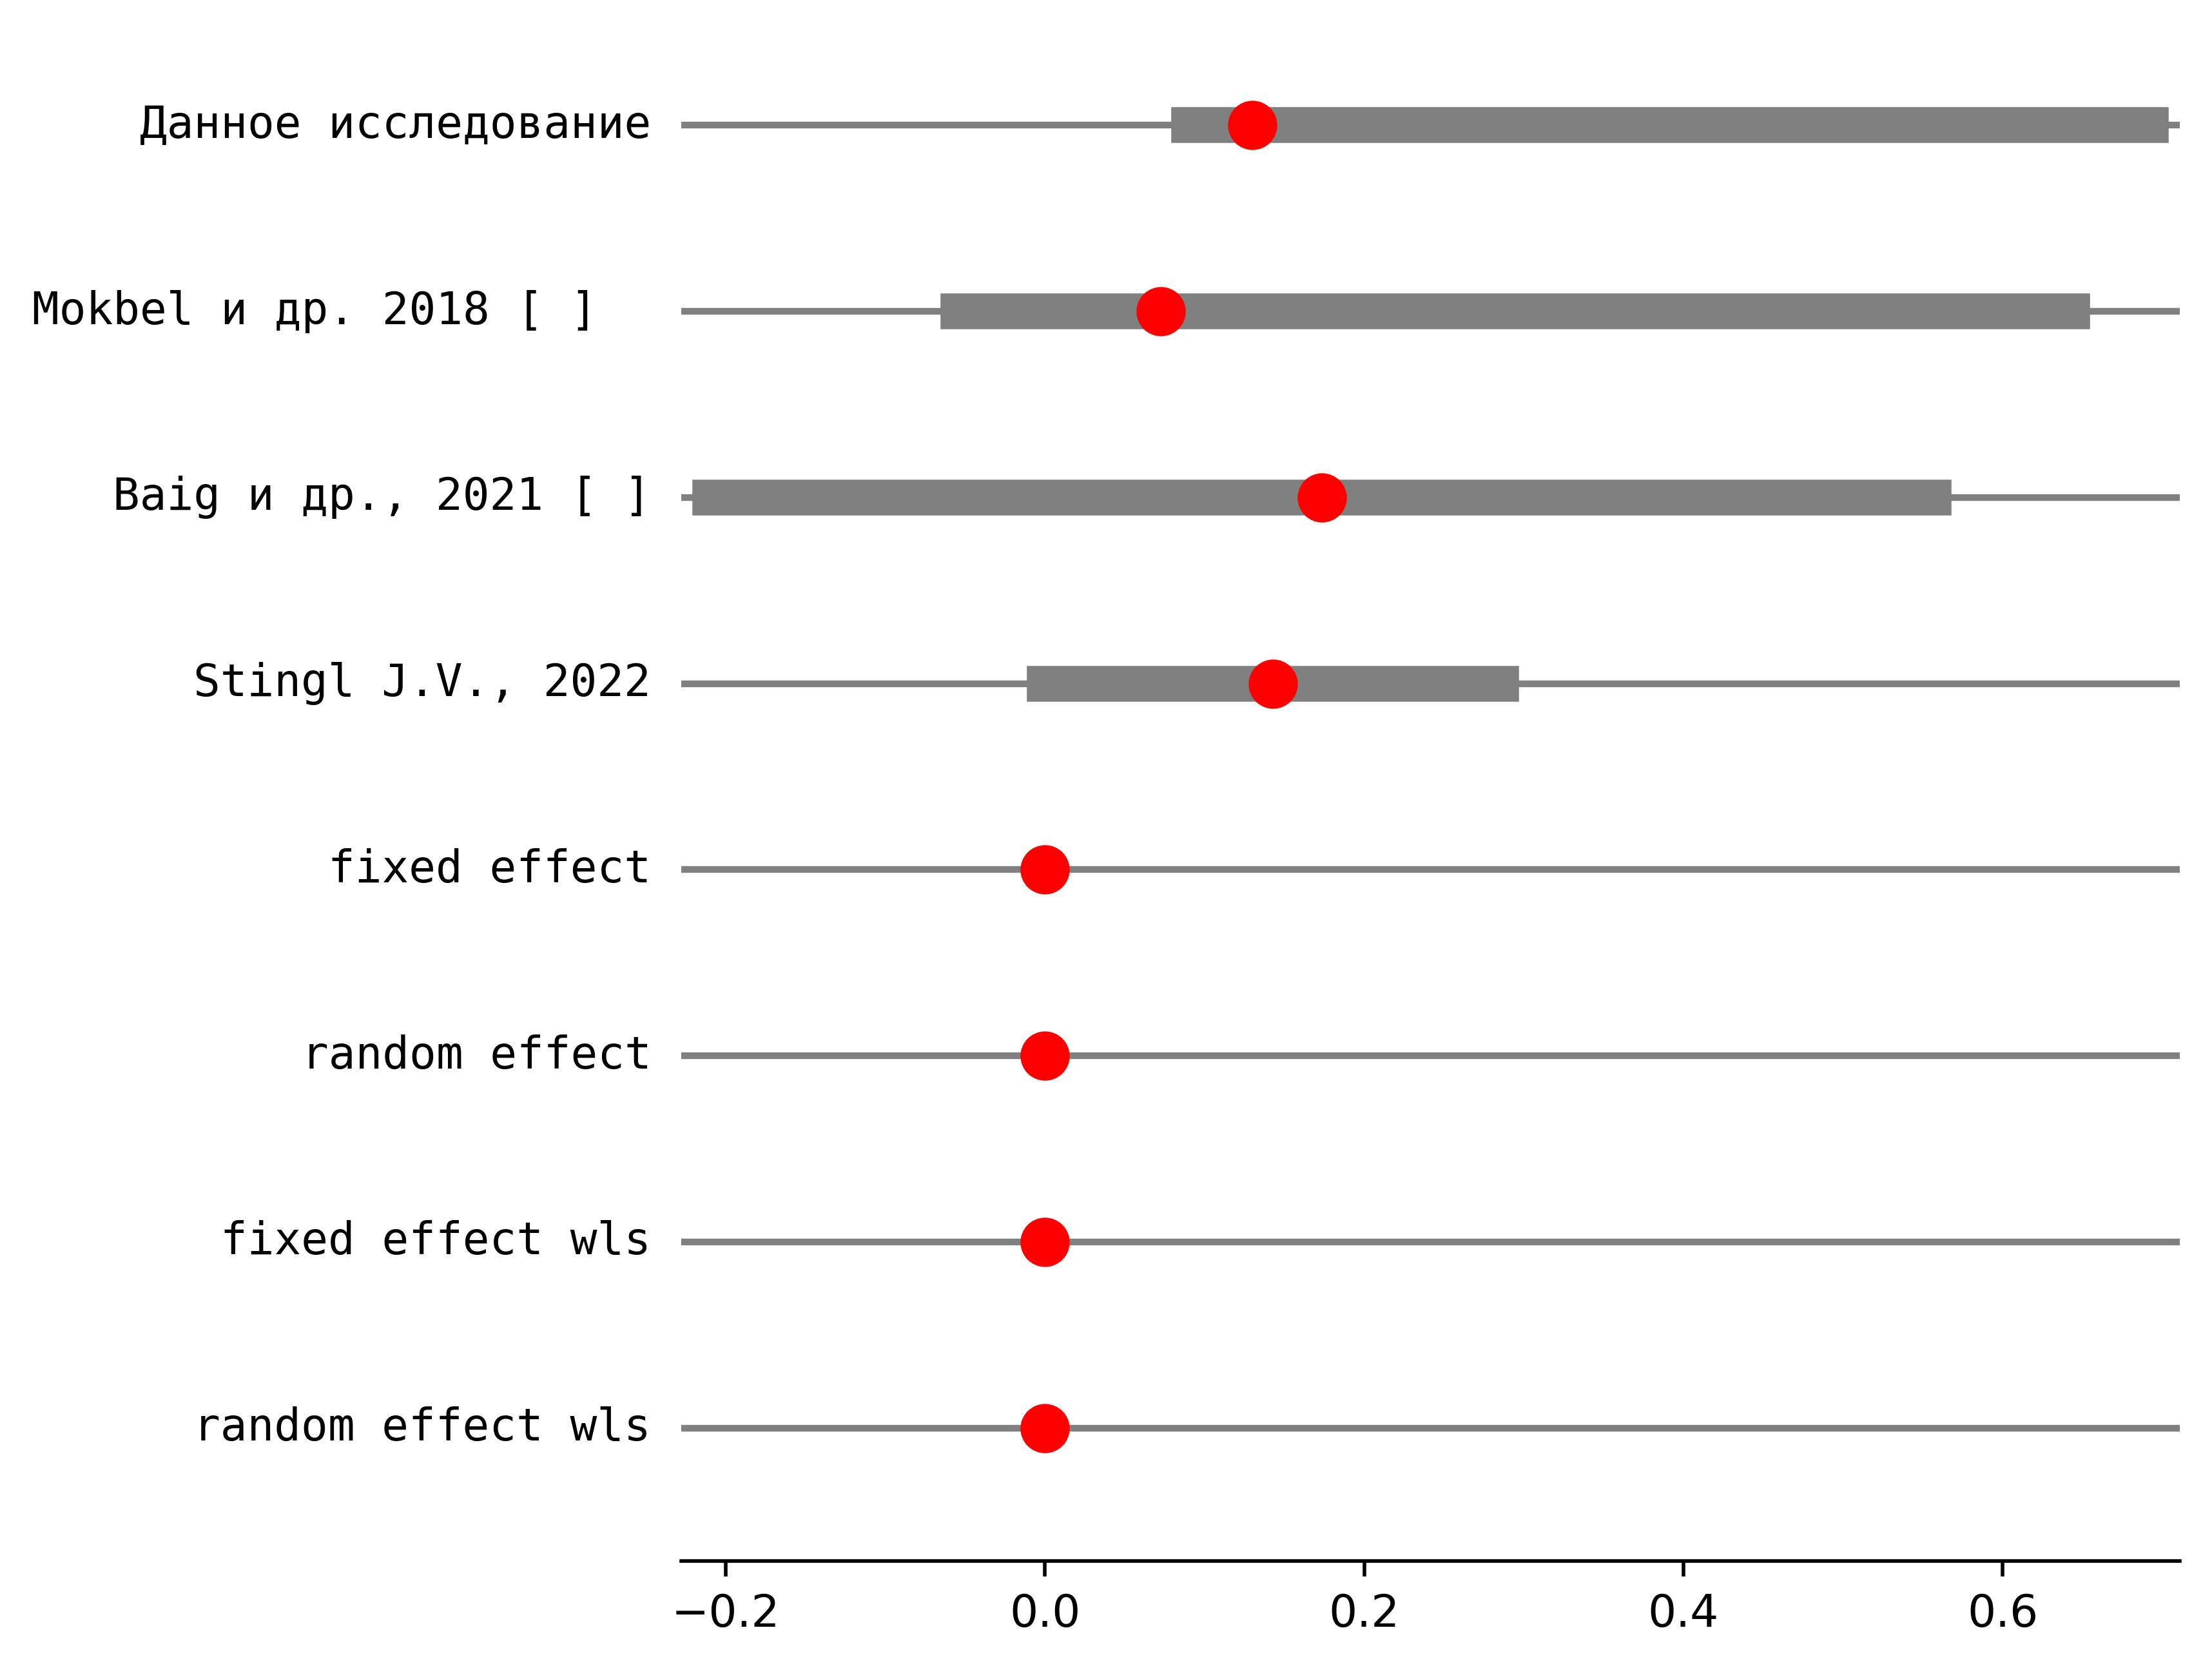 Данное исследование
Mokbel и др. 2018 [ ]
Baig и др., 2021 [ ]
Stingl J.V., 2022
fixed effect
random effect
fixed effect wls
random effect wls
−0.2 0.0 0.2 0.4 0.6